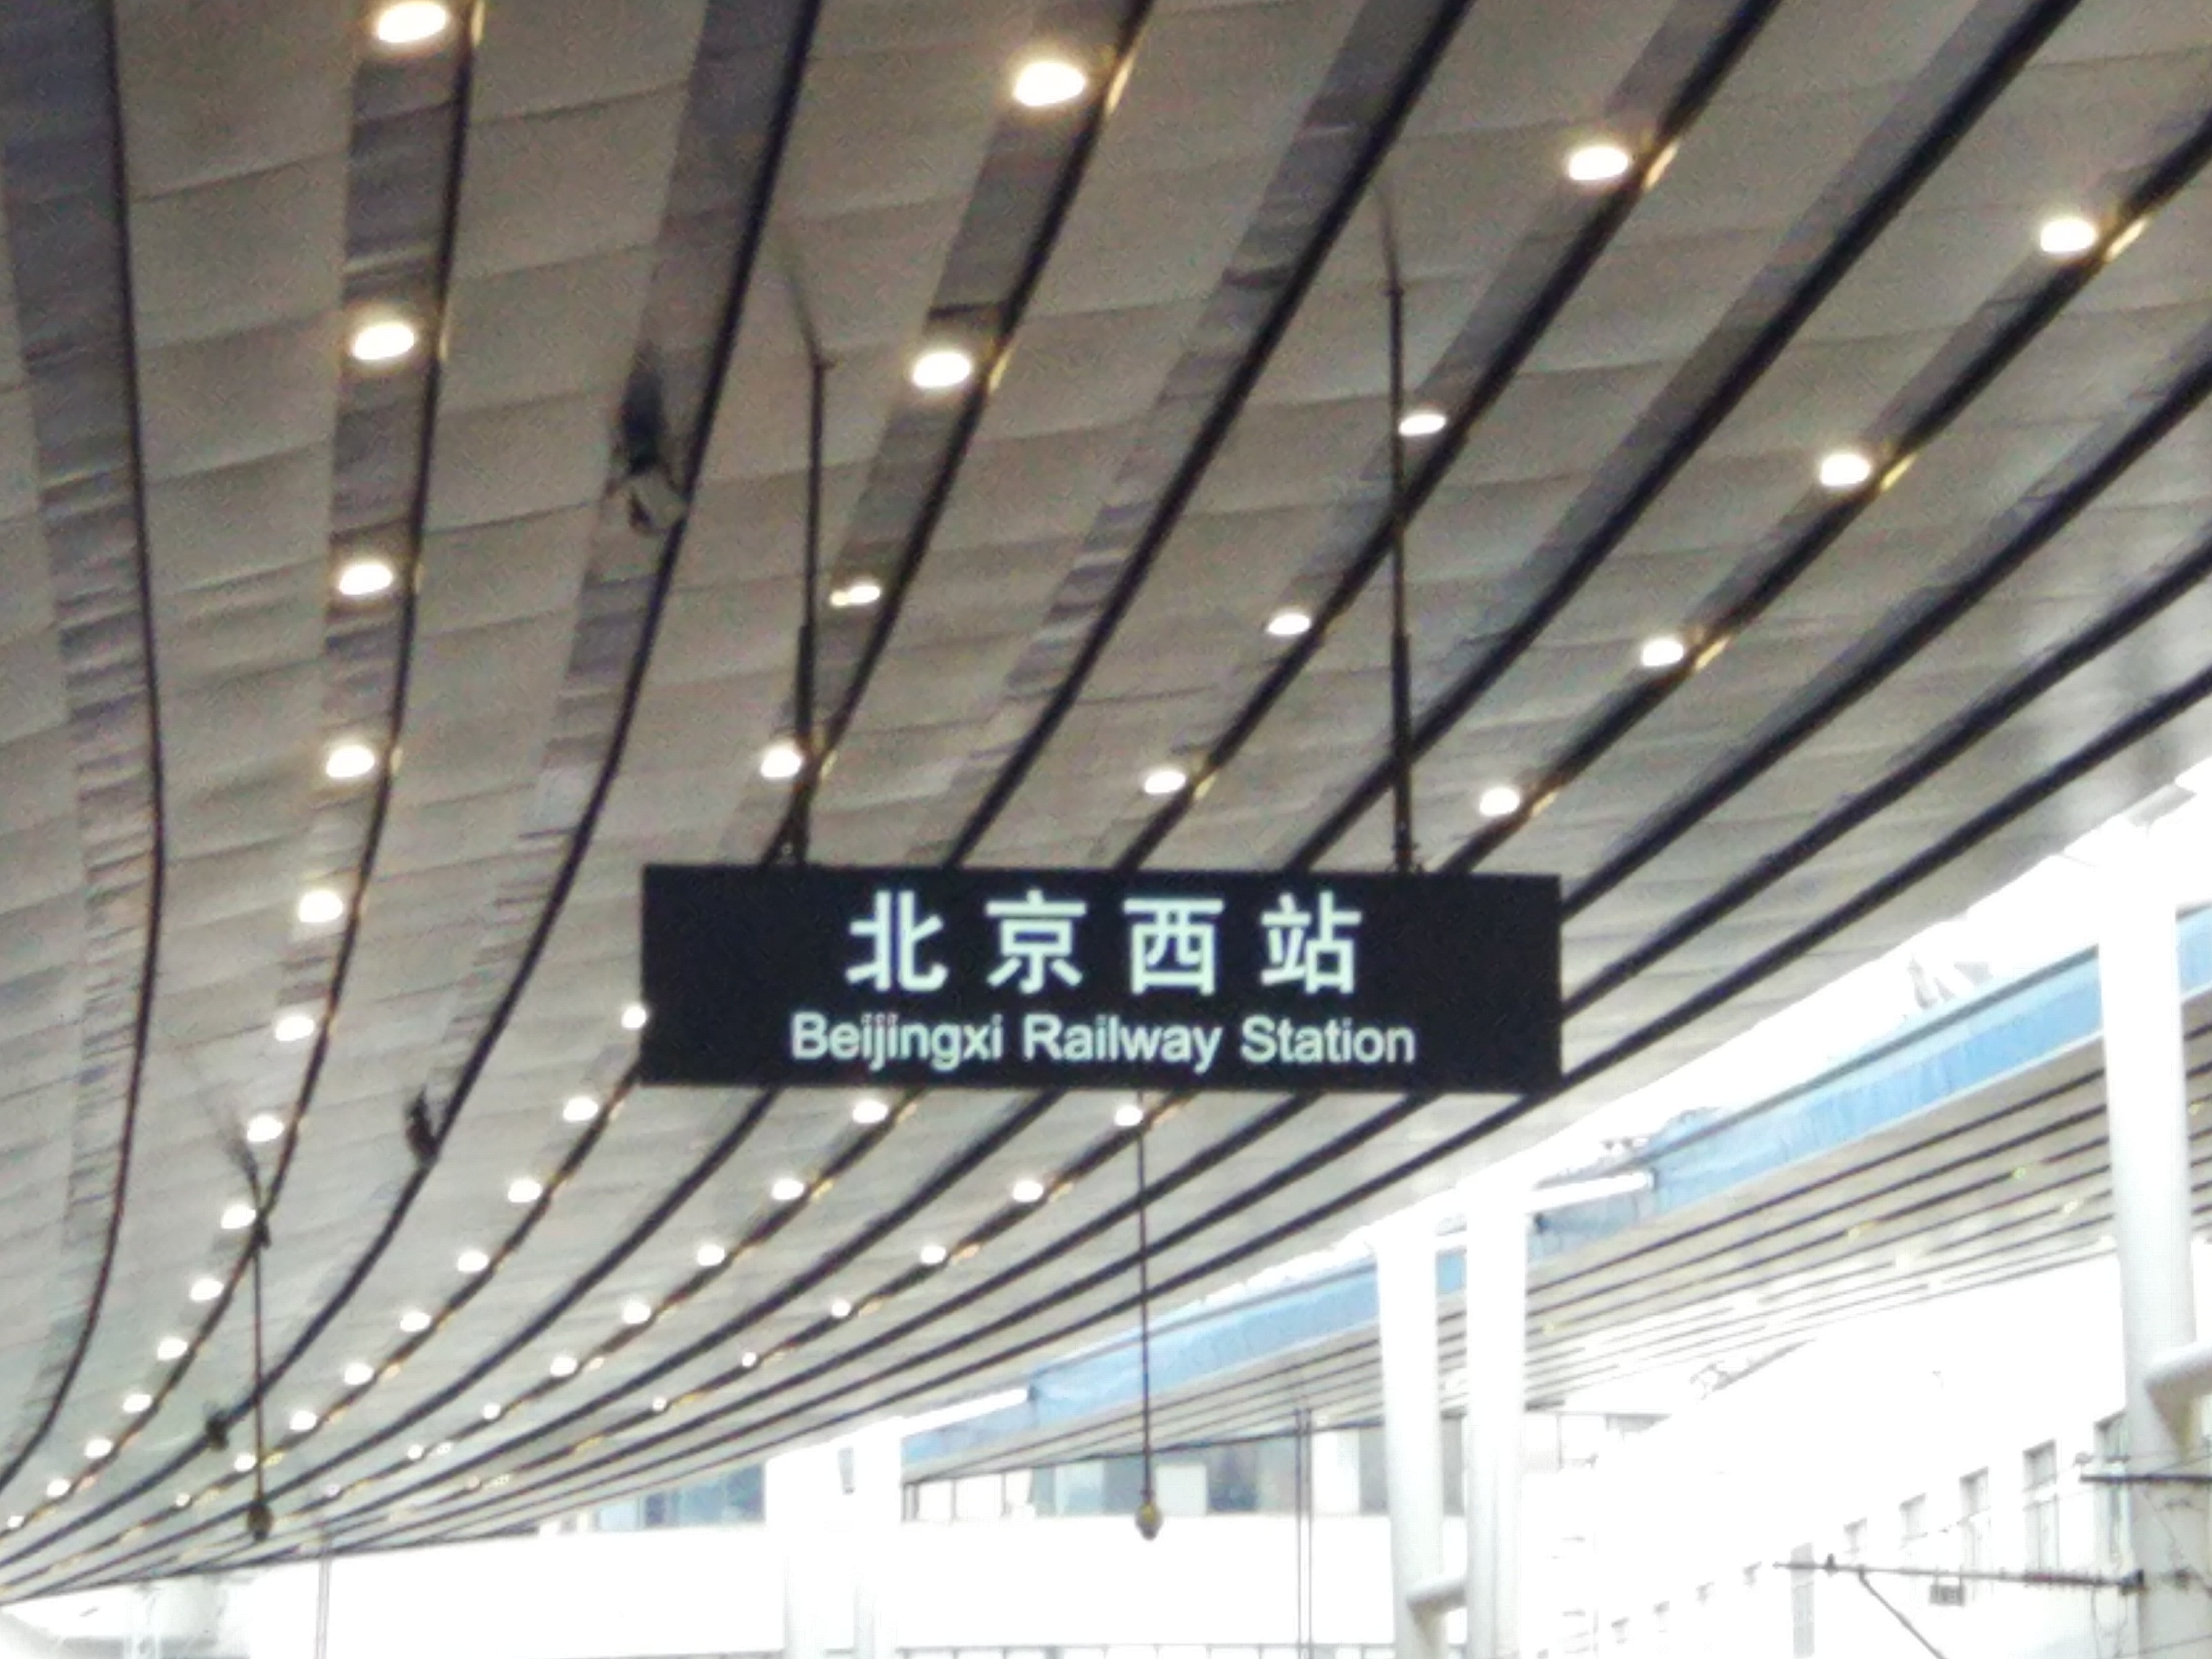 北京西站
Beijingxi Railway Station